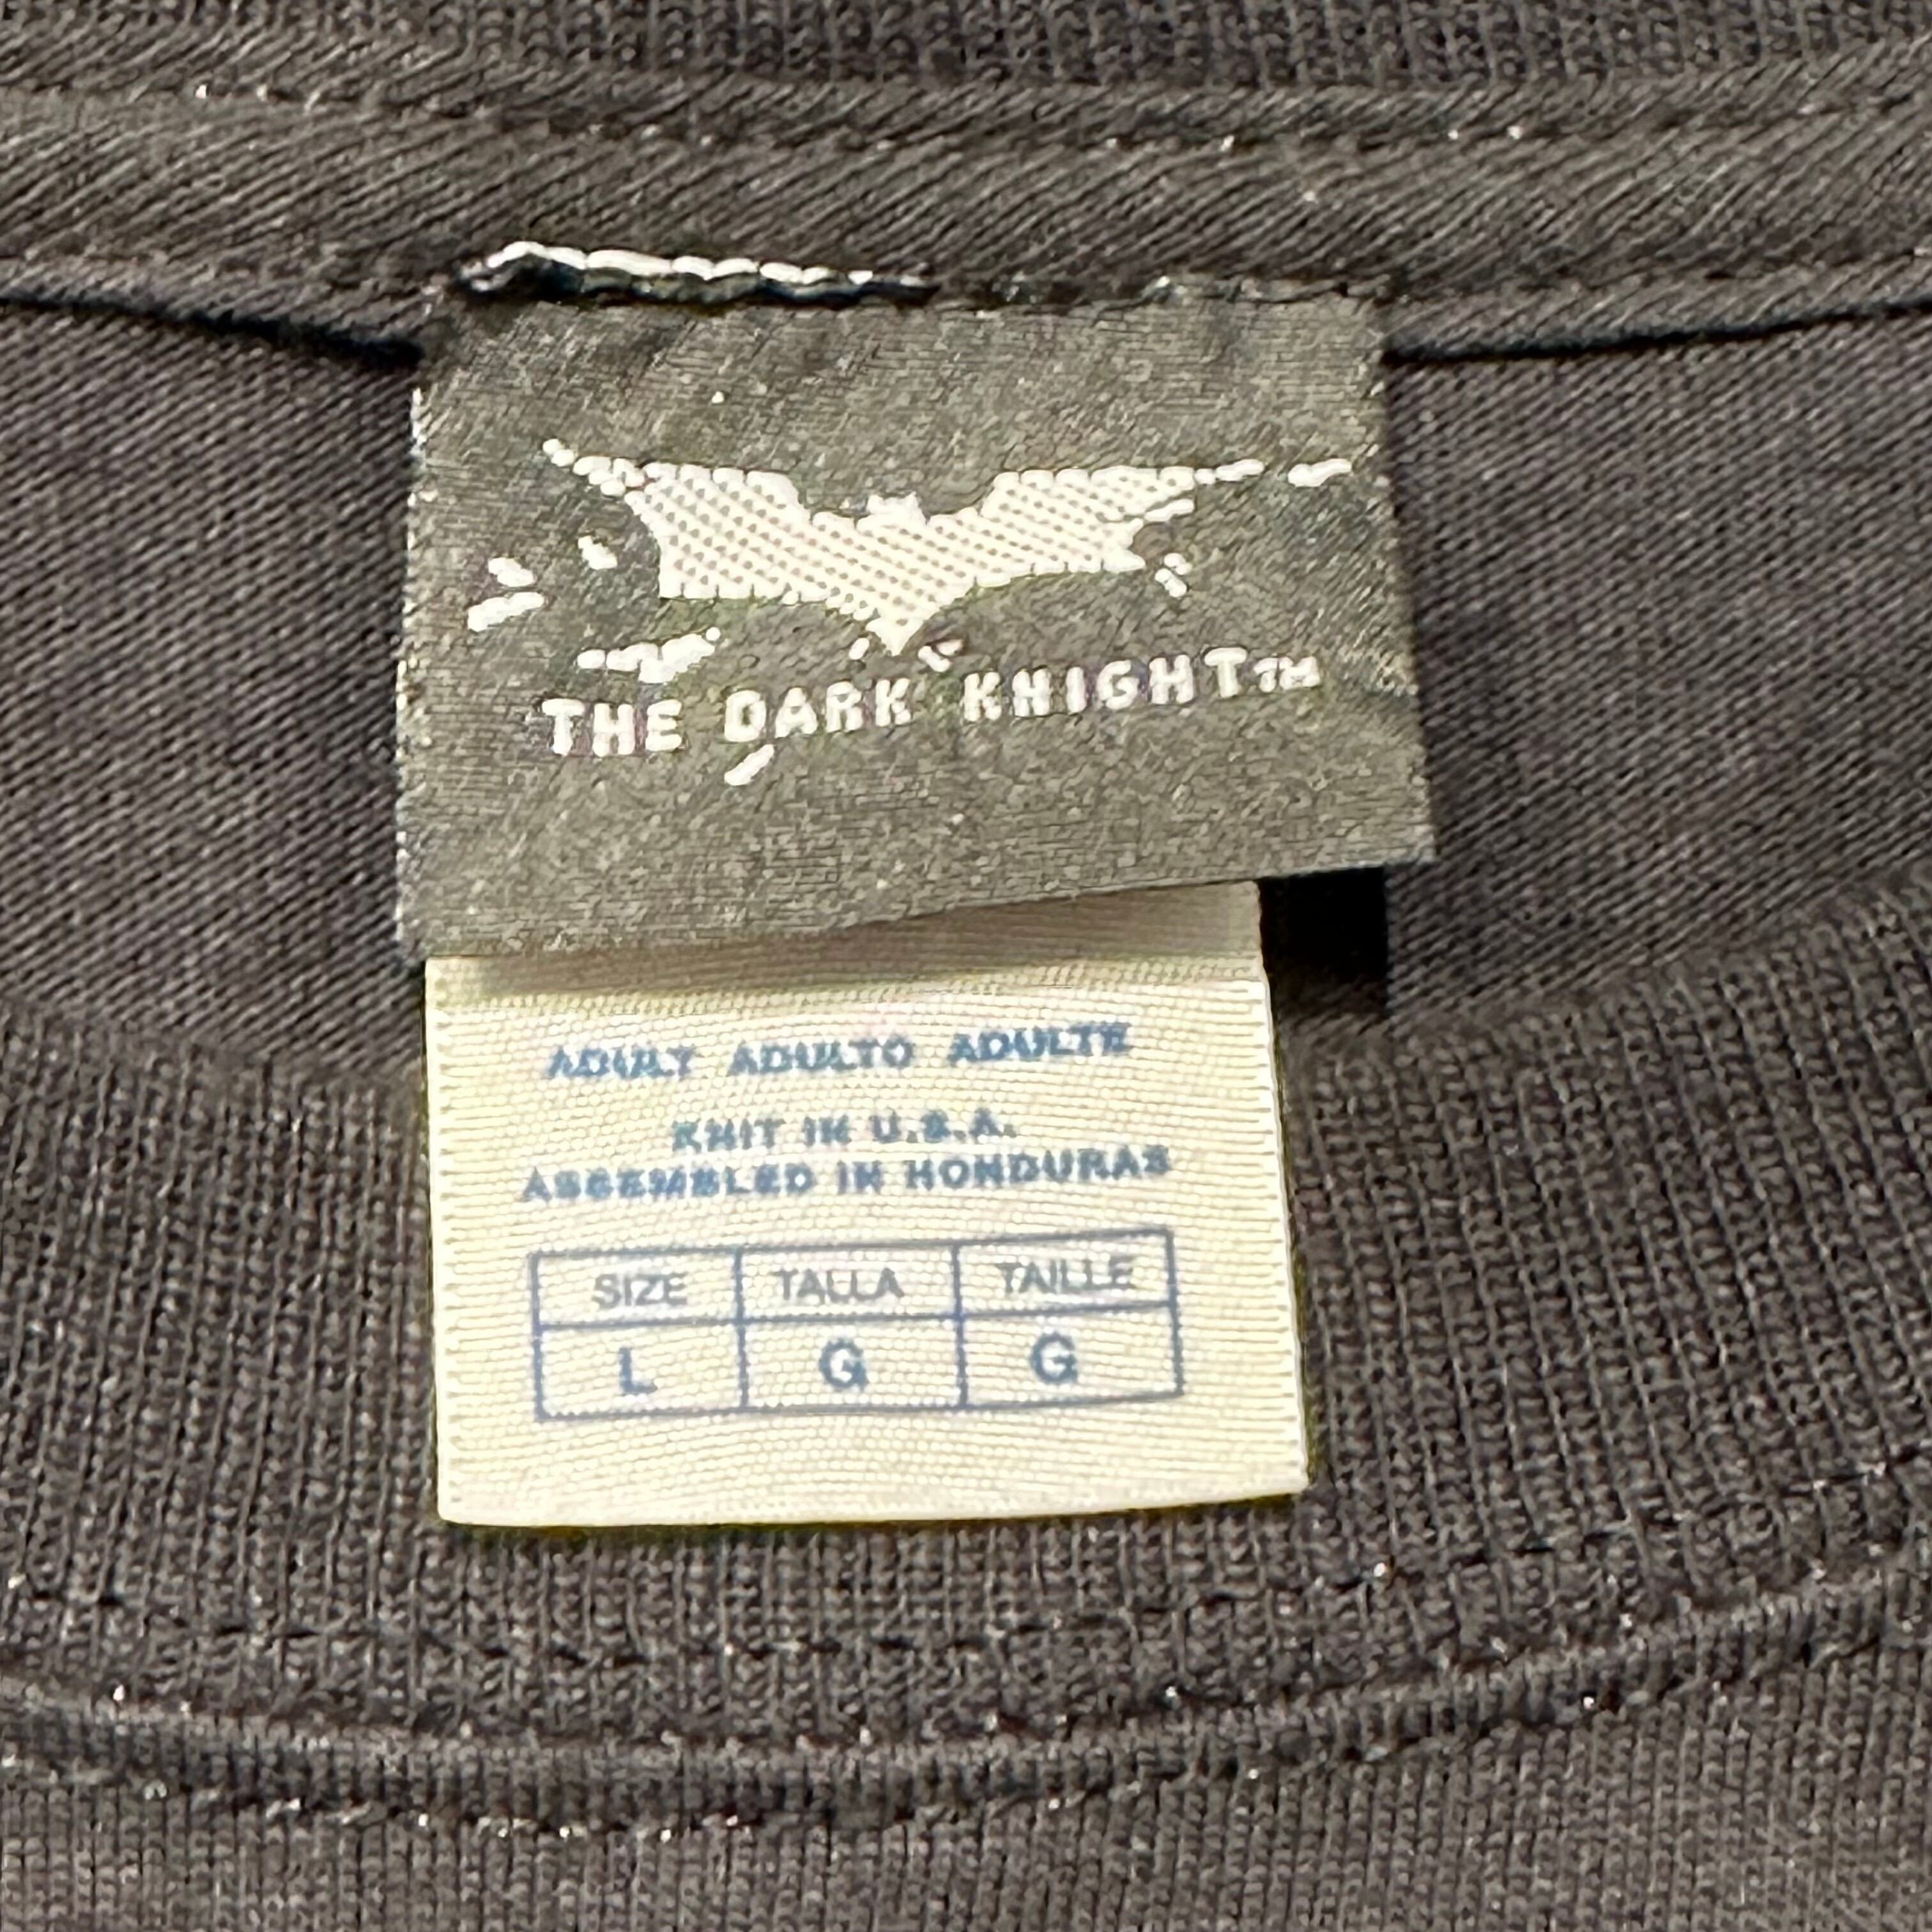 THE DARK KNIGHT™
ADULT ADULTO ADULTE
KNIT IN U.S.A.
ASSEMBLED IN HONDURAS
SIZE TALLA TAILLE
L G G